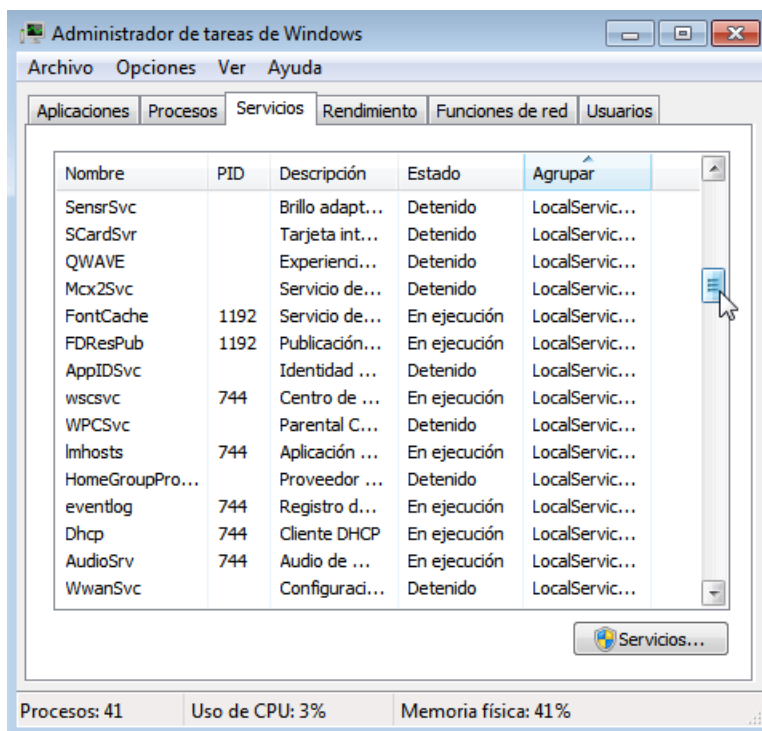 Administrador de tareas de Windows
Archivo Opciones Ver Ayuda
Aplicaciones Procesos Servicios Rendimiento Funciones de red Usuarios
Nombre PID Descripción Estado Agrupar
SensrSvc Brillo adapt... Detenido LocalServic...
SCardSvr Tarjeta int... Detenido LocalServic...
QWAVE Experienci... Detenido LocalServic...
Mcx2Svc Servicio de... Detenido LocalServic...
FontCache 1192 Servicio de... En ejecución LocalServic...
FDResPub 1192 Publicación... En ejecución LocalServic...
AppIDSvc Identidad ... Detenido LocalServic...
wscsvc 744 Centro de ... En ejecución LocalServic...
WPCSvc Parental C... Detenido LocalServic...
lmhosts 744 Aplicación ... En ejecución LocalServic...
HomeGroupPro... Proveedor ... Detenido LocalServic...
eventlog 744 Registro d... En ejecución LocalServic...
Dhcp 744 Cliente DHCP En ejecución LocalServic...
AudioSrv 744 Audio de ... En ejecución LocalServic...
WwanSvc Configuraci... Detenido LocalServic...
Servicios...
Procesos: 41 Uso de CPU: 3% Memoria física: 41%